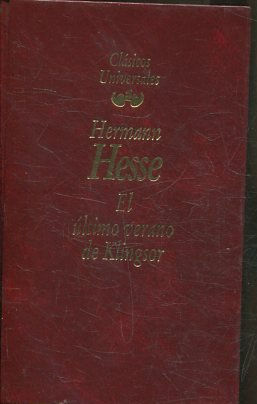 Clásicos
Universales
Hermann
Hesse
El
último verano
de Klingsor